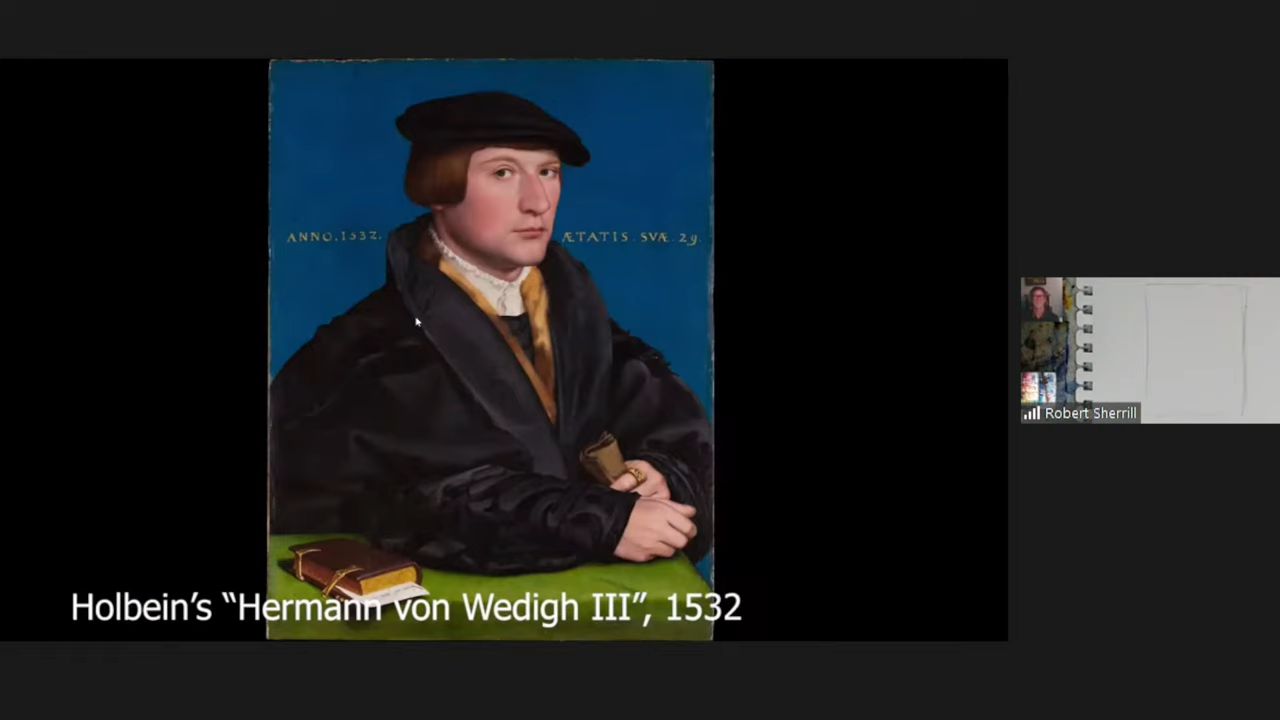 ANNO.1532.
ÆTATIS. SVÆ. 29.
Robert Sherrill
Holbein’s “Hermann von Wedigh III”, 1532